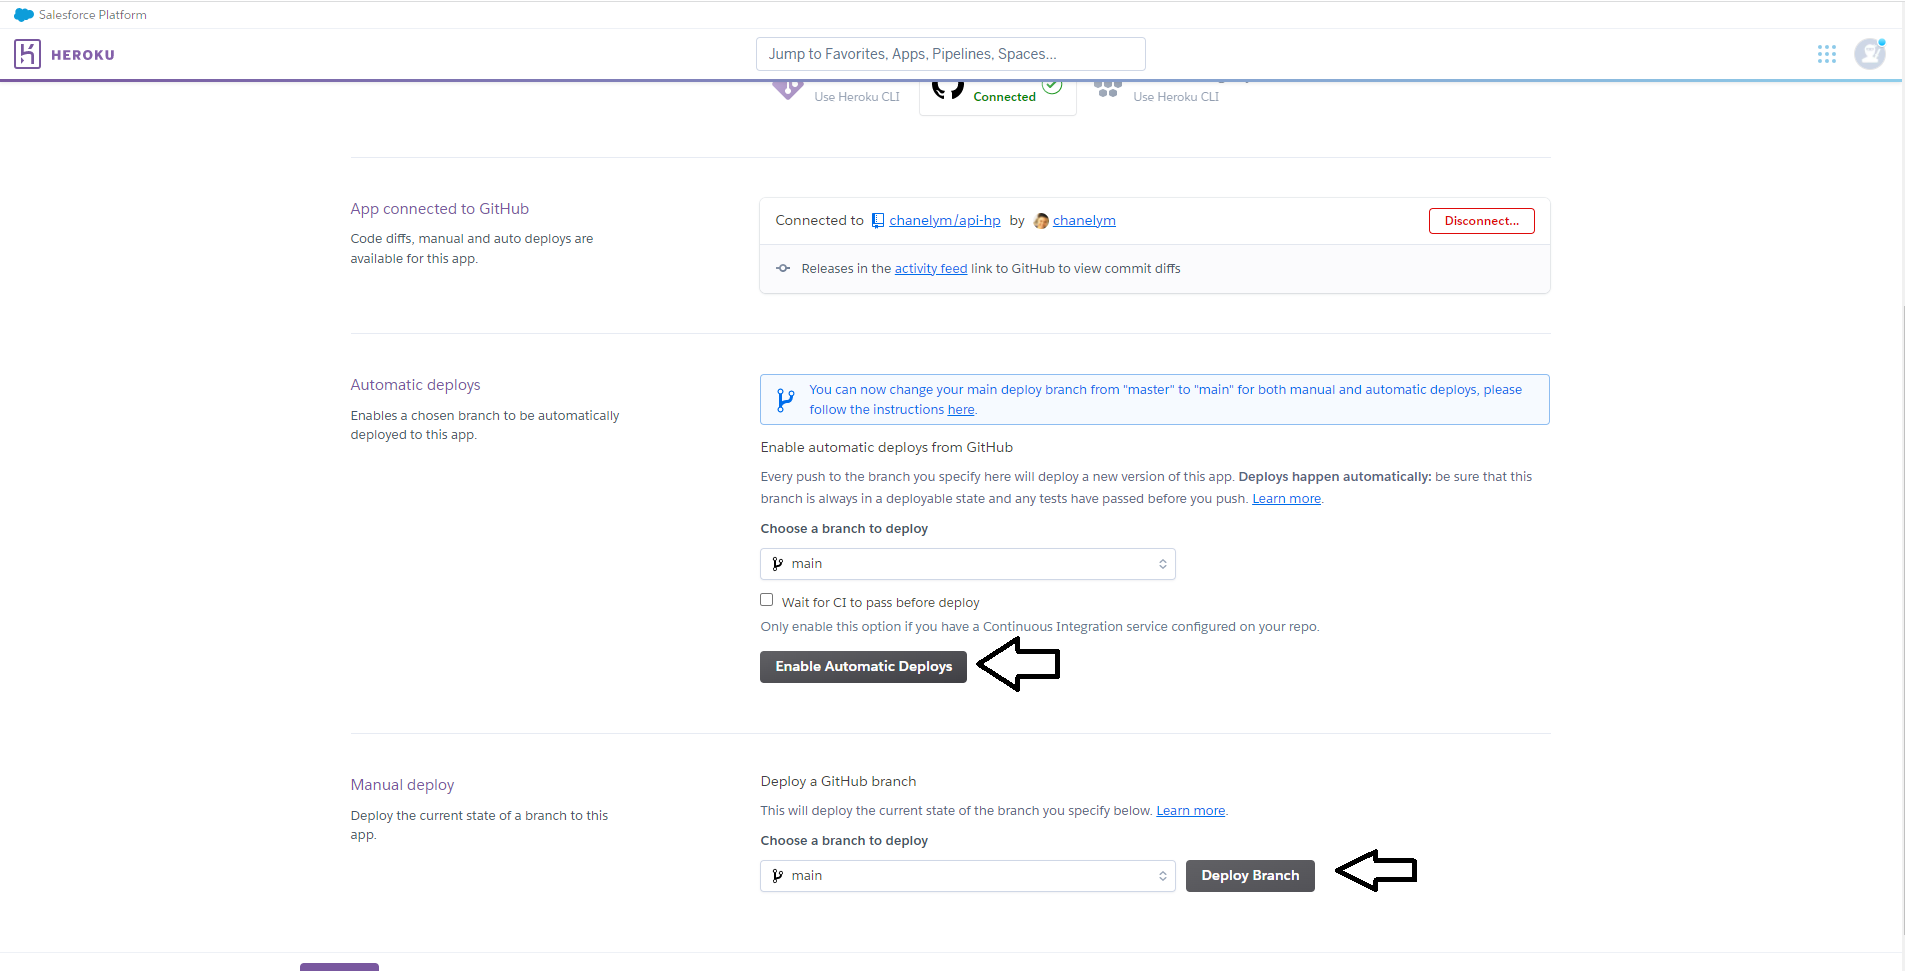 Salesforce Platform
HEROKU
Jump to Favorites, Apps, Pipelines, Spaces...
Use Heroku CLI
Connected
Use Heroku CLI
App connected to GitHub
Code diffs, manual and auto deploys are
available for this app.
Connected to chanelym/api-hp by chanelym
Disconnect...
Releases in the activity feed link to GitHub to view commit diffs
Automatic deploys
Enables a chosen branch to be automatically
deployed to this app.
You can now change your main deploy branch from "master" to "main" for both manual and automatic deploys, please
follow the instructions here.
Enable automatic deploys from GitHub
Every push to the branch you specify here will deploy a new version of this app. Deploys happen automatically: be sure that this
branch is always in a deployable state and any tests have passed before you push. Learn more.
Choose a branch to deploy
main
Wait for CI to pass before deploy
Only enable this option if you have a Continuous Integration service configured on your repo.
Enable Automatic Deploys
Manual deploy
Deploy the current state of a branch to this
app.
Deploy a GitHub branch
This will deploy the current state of the branch you specify below. Learn more.
Choose a branch to deploy
main
Deploy Branch